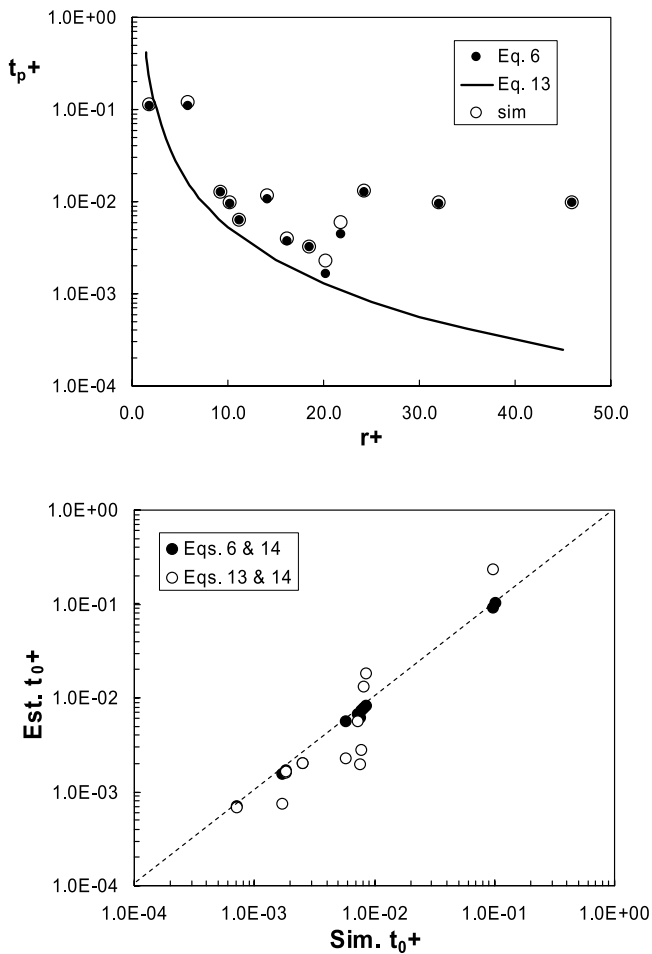 1.0E+00
tp+
1.0E-01
1.0E-02
1.0E-03
1.0E-04
Eq. 6
Eq. 13
sim
0.0 10.0 20.0 30.0 40.0 50.0
r+
1.0E+00
Est. t0+
1.0E-01
1.0E-02
1.0E-03
1.0E-04
Eqs. 6 & 14
Eqs. 13 & 14
1.0E-04 1.0E-03 1.0E-02 1.0E-01 1.0E+00
Sim. t0+